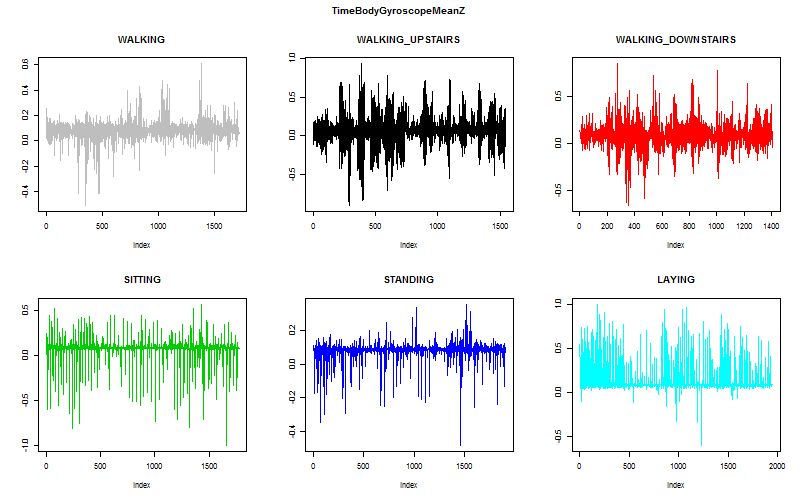 TimeBodyGyroscopeMeanZ
WALKING
WALKING_UPSTAIRS
WALKING_DOWNSTAIRS
0.6
0.4
0.2
0.0
-0.2
-0.4
0 500 1000 1500
Index
1.0
0.5
0.0
-0.5
0 500 1000 1500
Index
0.5
0.0
-0.5
0 200 400 600 800 1000 1200 1400
Index
SITTING
STANDING
LAYING
0.5
0.0
-0.5
-1.0
0 500 1000 1500
Index
0.2
0.0
-0.2
-0.4
0 500 1000 1500
Index
1.0
0.5
0.0
-0.5
0 500 1000 1500 2000
Index